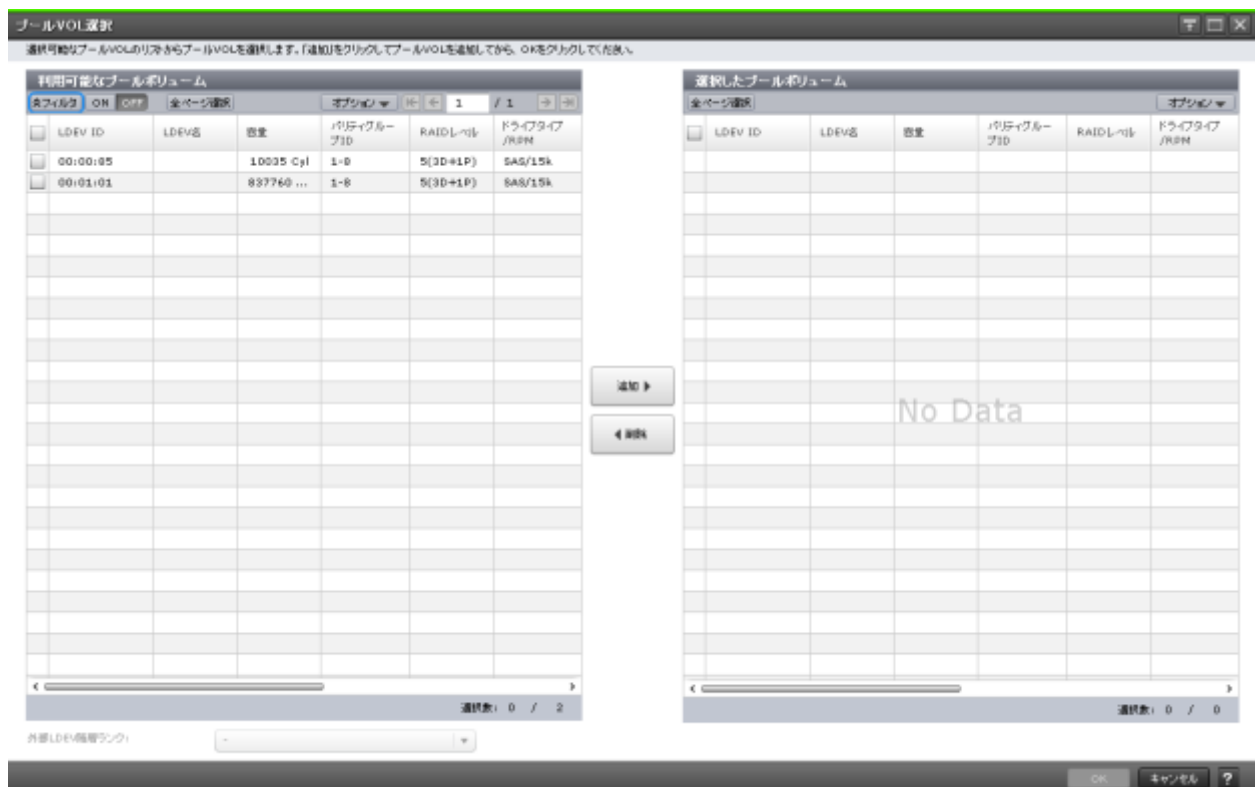 プールVOL選択
選択可能なプールVOLのリストからプールVOLを選択します。「追加」をクリックしてプールVOLを追加してから、OKをクリックしてください。
利用可能なプールボリューム
選択したプールボリューム
ON OFF 全ページ選択 オプション 1 / 1
全ページ選択 オプション
LDEV ID LDEV名 容量 パリティグループID RAIDレベル ドライブタイプ/RPM
LDEV ID LDEV名 容量 パリティグループID RAIDレベル ドライブタイプ/RPM
00:00:05 10035 Cyl 1-8 5(3D+1P) SAS/15k
00:01:01 837760 ... 1-8 5(3D+1P) SAS/15k
追加
No Data
削除
選択数: 0 / 2
選択数: 0 / 0
外部LDEV階層ランク: -
OK キャンセル ?